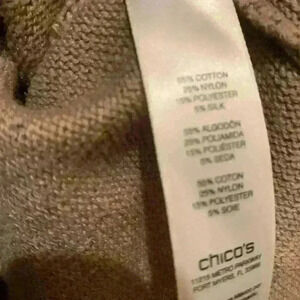 55% COTTON
25% NYLON
15% POLYESTER
5% SILK
55% ALGODÓN
25% POLIAMIDA
15% POLIÉSTER
5% SEDA
55% COTON
25% NYLON
15% POLYESTER
5% SOIE
chico's
11215 METRO PARKWAY
FORT MYERS, FL 33966